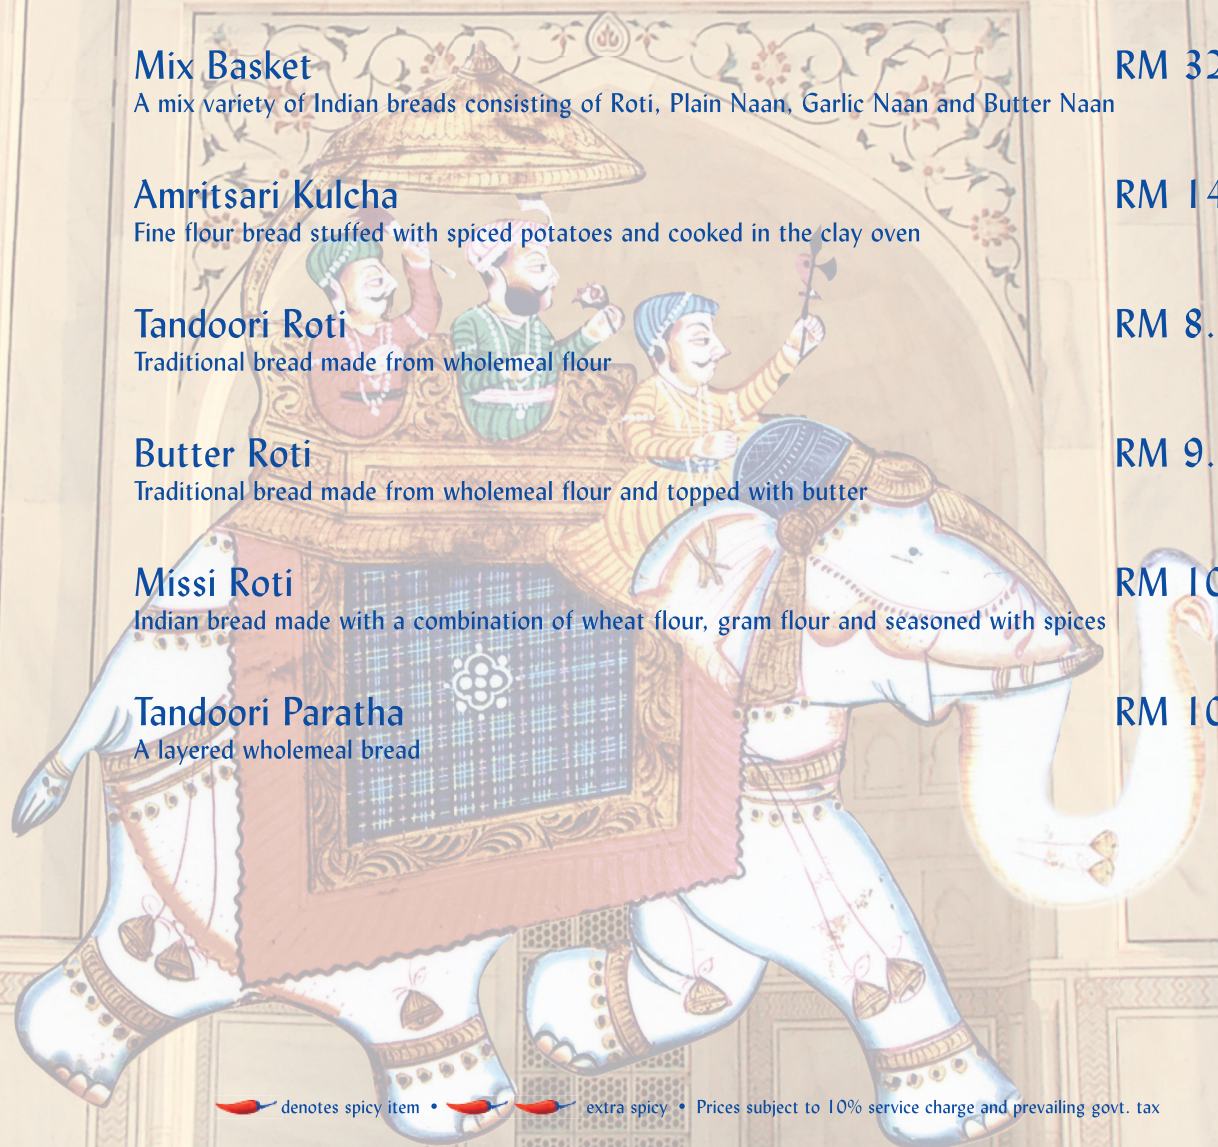 Mix Basket RM 32
A mix variety of Indian breads consisting of Roti, Plain Naan, Garlic Naan and Butter Naan
Amritsari Kulcha RM 14
Fine flour bread stuffed with spiced potatoes and cooked in the clay oven
Tandoori Roti RM 8.
Traditional bread made from wholemeal flour
Butter Roti RM 9.
Traditional bread made from wholemeal flour and topped with butter
Missi Roti RM 10
Indian bread made with a combination of wheat flour, gram flour and seasoned with spices
Tandoori Paratha RM 10
A layered wholemeal bread
denotes spicy item • extra spicy • Prices subject to 10% service charge and prevailing govt. tax